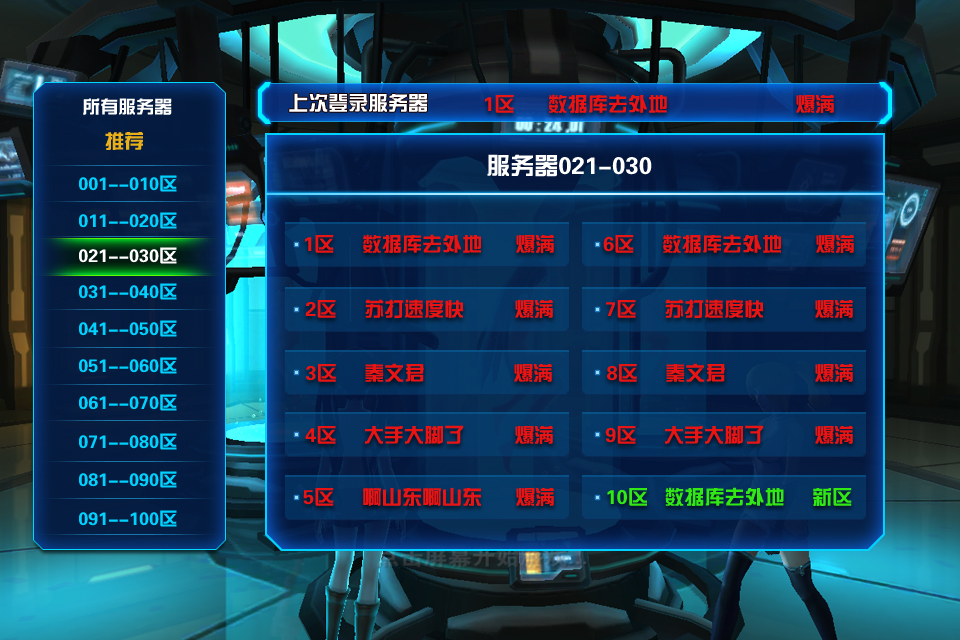 所有服务器
推荐
001--010区
011--020区
021--030区
031--040区
041--050区
051--060区
061--070区
071--080区
081--090区
091--100区
上次登录服务器 1区 数据库去外地 爆满
服务器021-030
1区 数据库去外地 爆满
6区 数据库去外地 爆满
2区 苏打速度快 爆满
7区 苏打速度快 爆满
3区 秦文君 爆满
8区 秦文君 爆满
4区 大手大脚了 爆满
9区 大手大脚了 爆满
5区 啊山东啊山东 爆满
10区 数据库去外地 新区